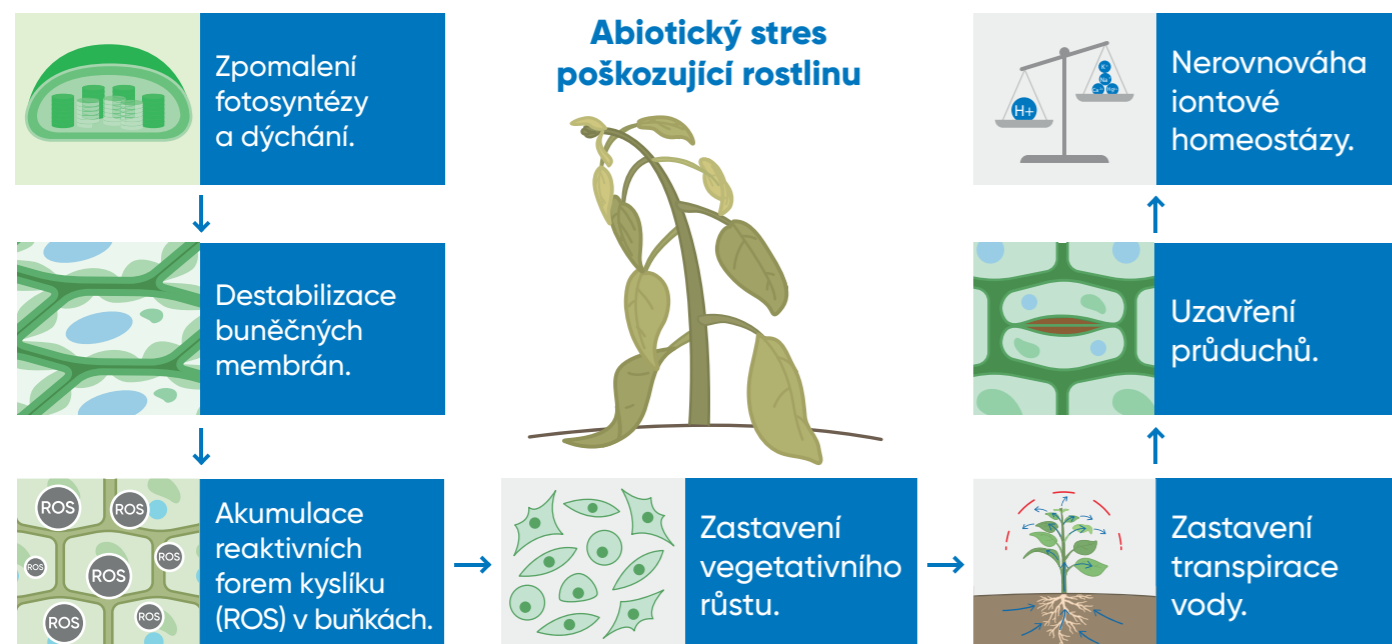 Abiotický stres
poškozující rostlinu
Zpomalení
fotosyntézy
a dýchání.
Destabilizace
buněčných
membrán.
ROS
ROS
ROS
ROS
ROS
ROS
ROS
Akumulace
reaktivních
forem kyslíku
(ROS) v buňkách.
Zastavení
vegetativního
růstu.
Zastavení
transpirace
vody.
Uzavření
průduchů.
H+
K+
Na+
Nerovnováha
iontové
homeostázy.